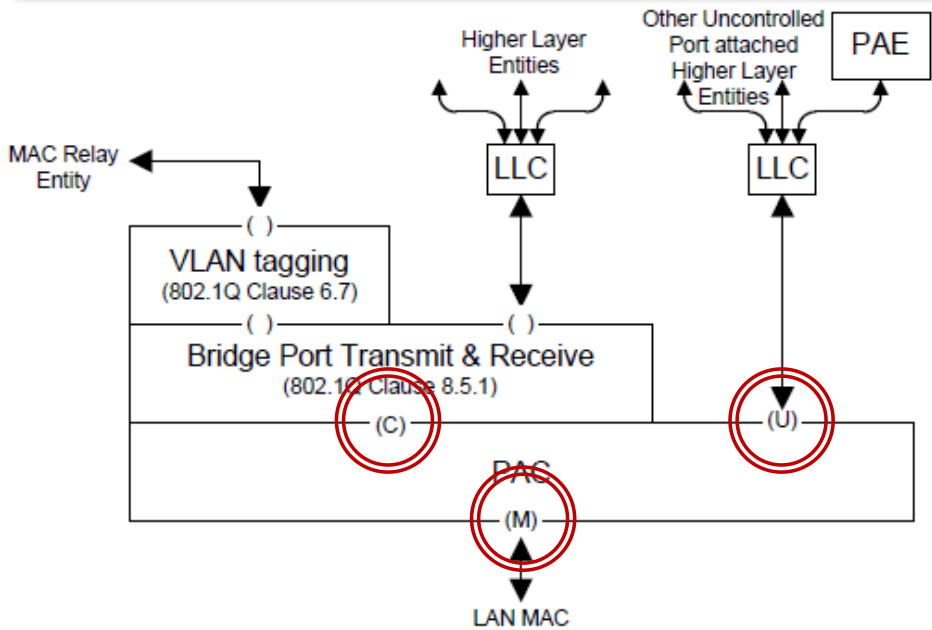 Higher Layer
Entities
Other Uncontrolled
Port attached
Higher Layer
Entities
PAE
MAC Relay
Entity
LLC
LLC
( )
VLAN tagging
(802.1Q Clause 6.7)
( )
( )
Bridge Port Transmit & Receive
(802.1Q Clause 8.5.1)
(C)
(U)
PAC
(M)
LAN MAC